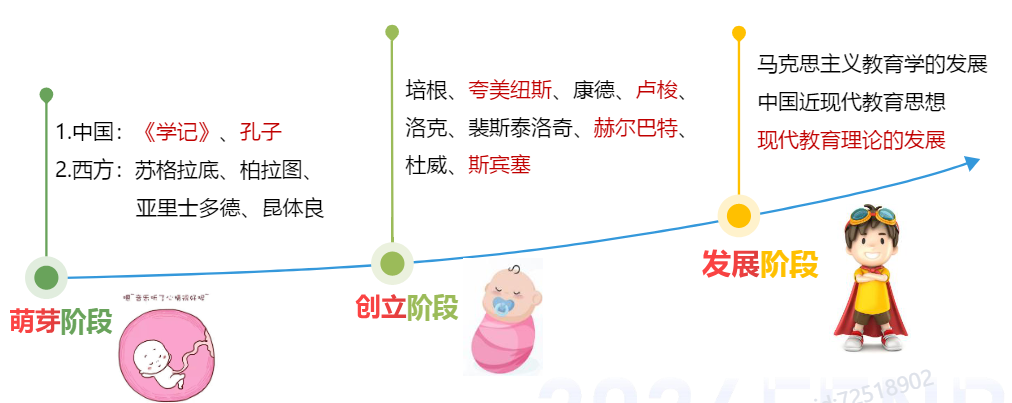 1.中国：《学记》、孔子
2.西方：苏格拉底、柏拉图、
亚里士多德、昆体良
萌芽阶段
培根、夸美纽斯、康德、卢梭、
洛克、裴斯泰洛奇、赫尔巴特、
杜威、斯宾塞
创立阶段
马克思主义教育学的发展
中国近现代教育思想
现代教育理论的发展
发展阶段
id:72518902